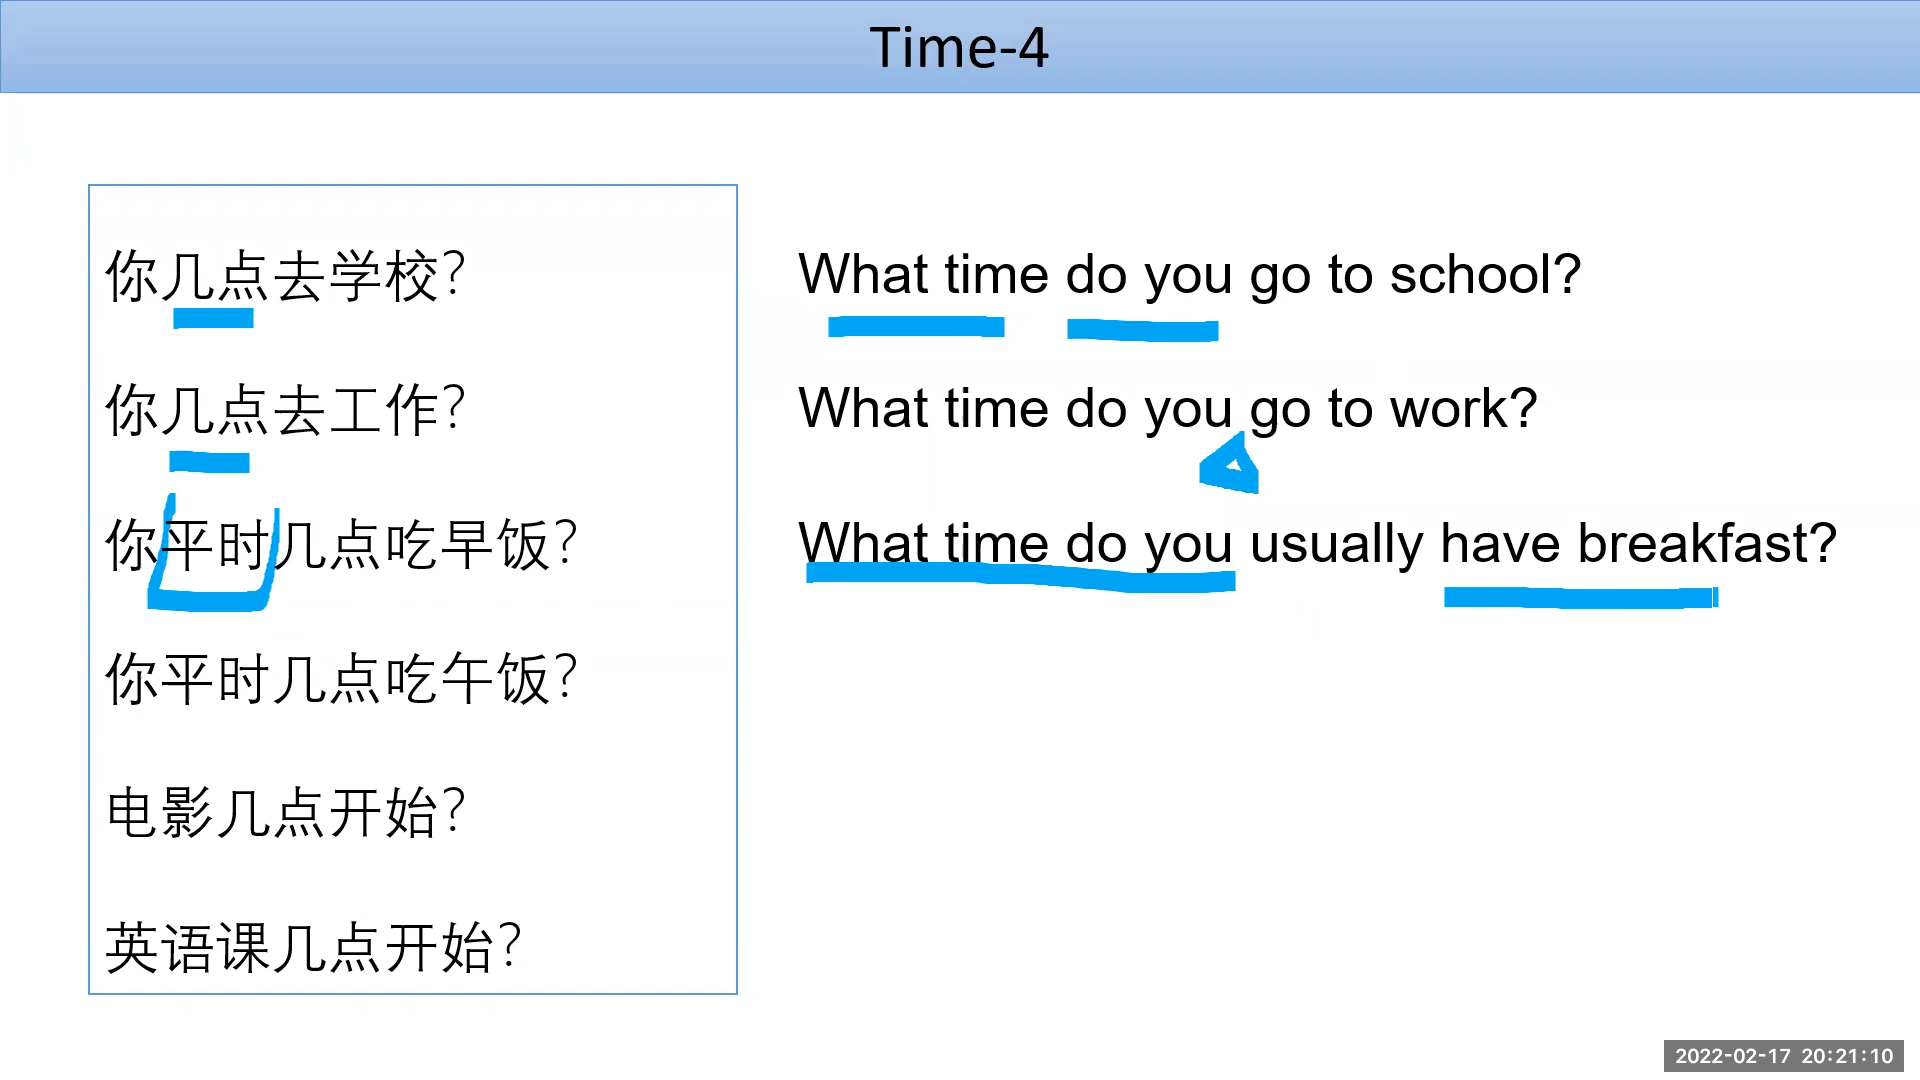 Time-4
你几点去学校?
What time do you go to school?
你几点去工作?
What time do you go to work?
你平时几点吃早饭?
What time do you usually have breakfast?
你平时几点吃午饭?
电影几点开始?
英语课几点开始?
2022-02-17 20:21:10